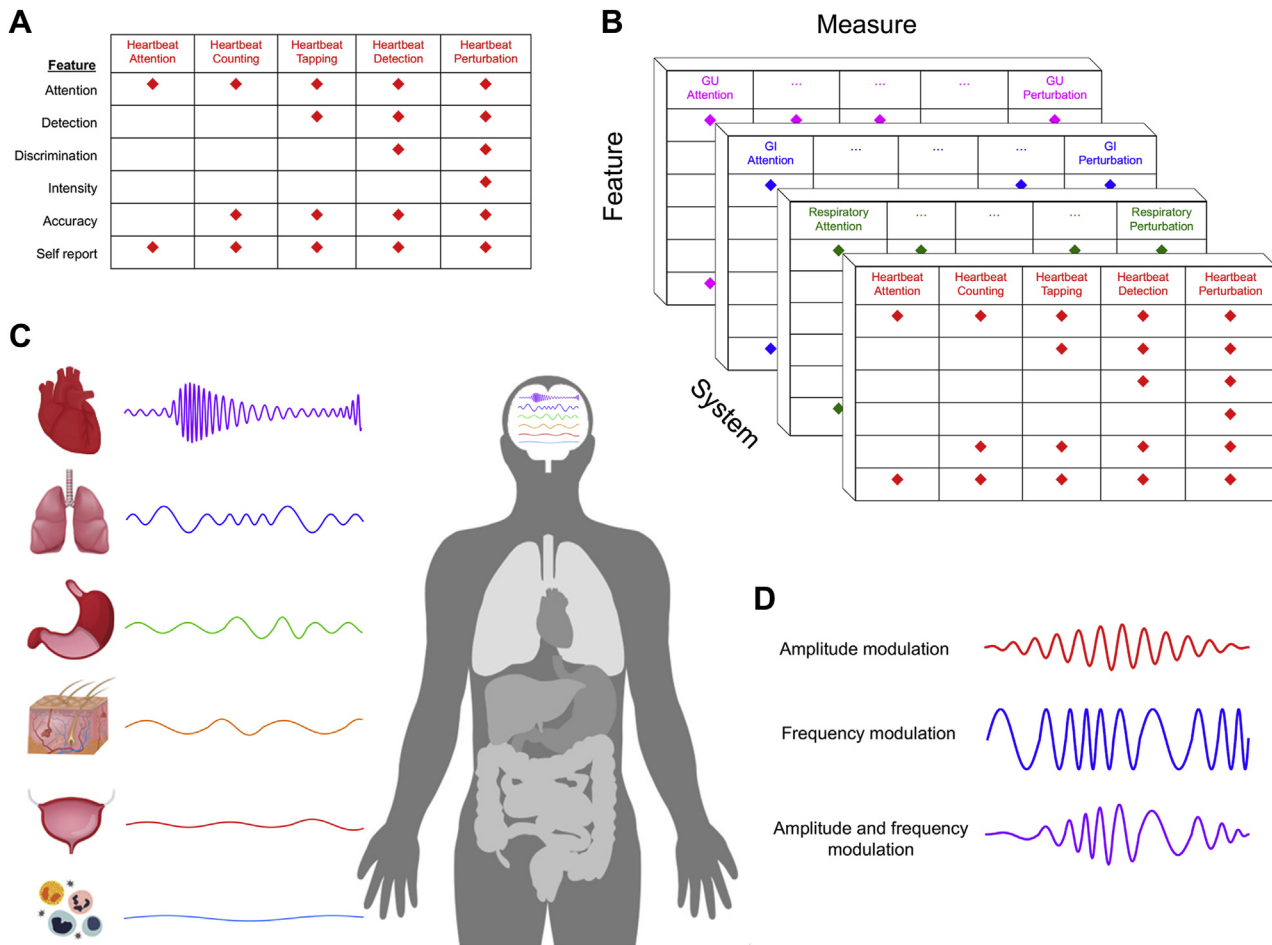 A
Feature
Heartbeat Attention
Heartbeat Counting
Heartbeat Tapping
Heartbeat Detection
Heartbeat Perturbation
Attention
Detection
Discrimination
Intensity
Accuracy
Self report
B
Measure
Feature
System
GU Attention
...
...
...
GU Perturbation
GI Attention
...
...
...
GI Perturbation
Respiratory Attention
...
...
...
Respiratory Perturbation
Heartbeat Attention
Heartbeat Counting
Heartbeat Tapping
Heartbeat Detection
Heartbeat Perturbation
C
D
Amplitude modulation
Frequency modulation
Amplitude and frequency
modulation